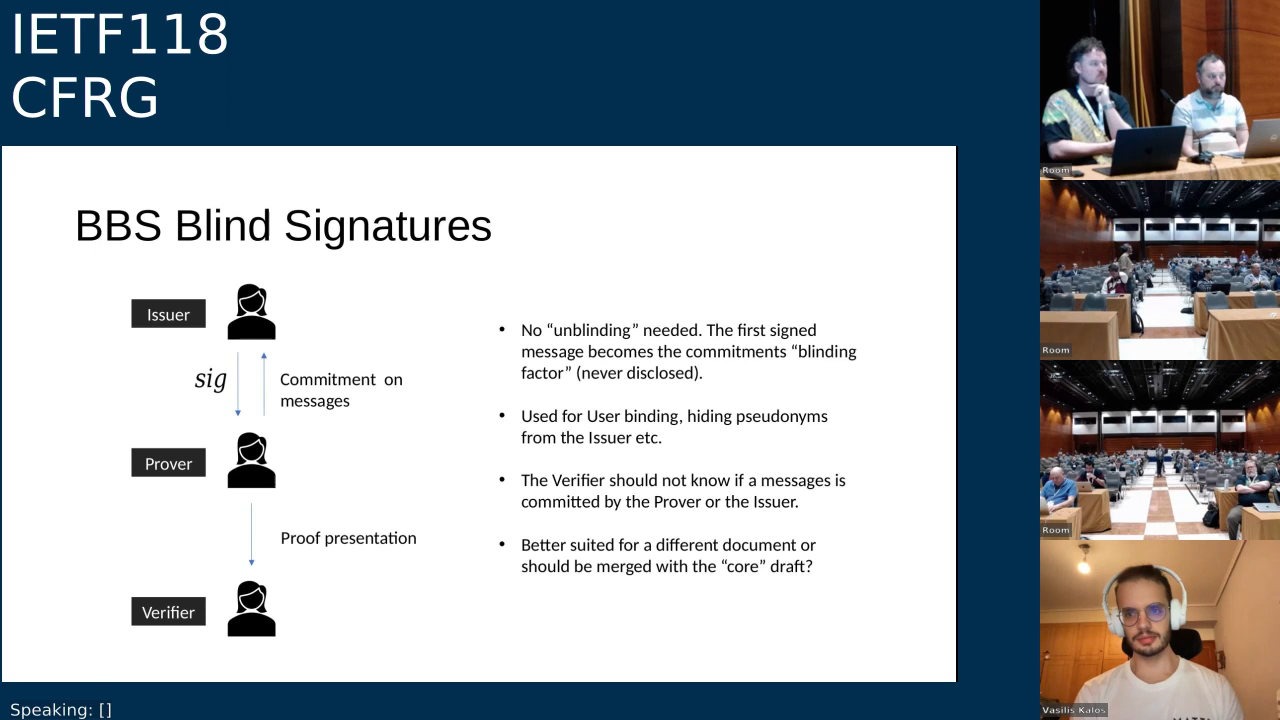 IETF118
CFRG
BBS Blind Signatures
Issuer
sig
Commitment on
messages
Prover
Proof presentation
Verifier
• No “unblinding” needed. The first signed
message becomes the commitments “blinding
factor” (never disclosed).
• Used for User binding, hiding pseudonyms
from the Issuer etc.
• The Verifier should not know if a messages is
committed by the Prover or the Issuer.
• Better suited for a different document or
should be merged with the “core” draft?
Speaking: []
Room
Room
Room
Vasilis Kalos